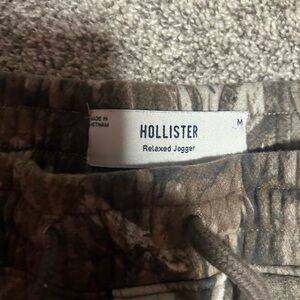 MADE IN
VIETNAM
HOLLISTER
M
Relaxed Jogger